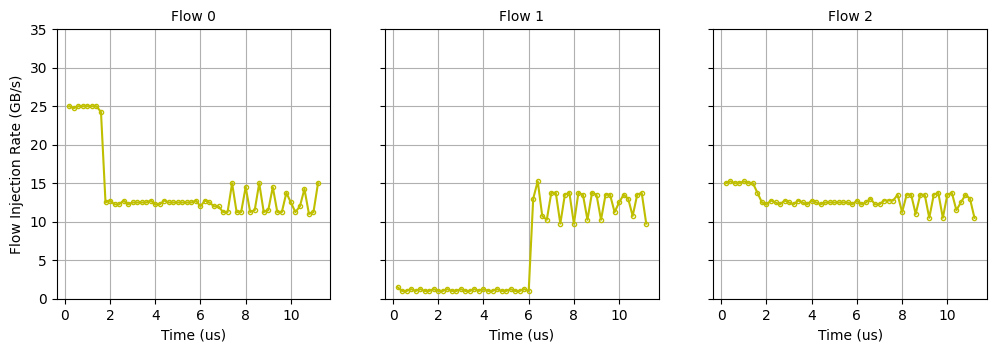 Flow 0
Flow 1
Flow 2
Flow Injection Rate (GB/s)
35
30
25
20
15
10
5
0
0 2 4 6 8 10
0 2 4 6 8 10
0 2 4 6 8 10
Time (us)
Time (us)
Time (us)